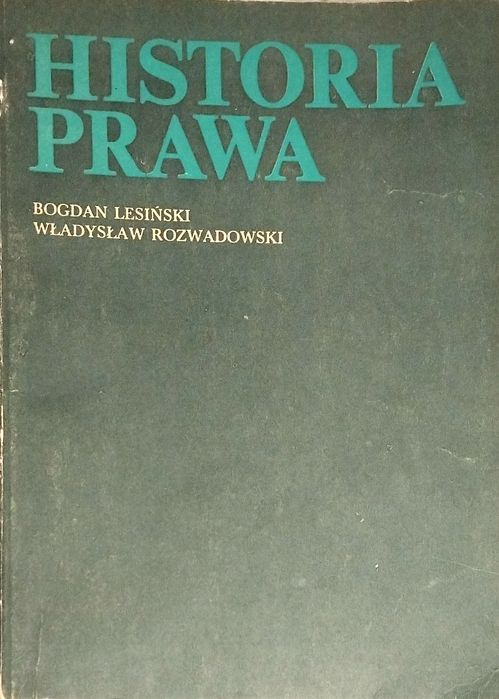 HISTORIA
PRAWA
BOGDAN LESIŃSKI
WŁADYSŁAW ROZWADOWSKI